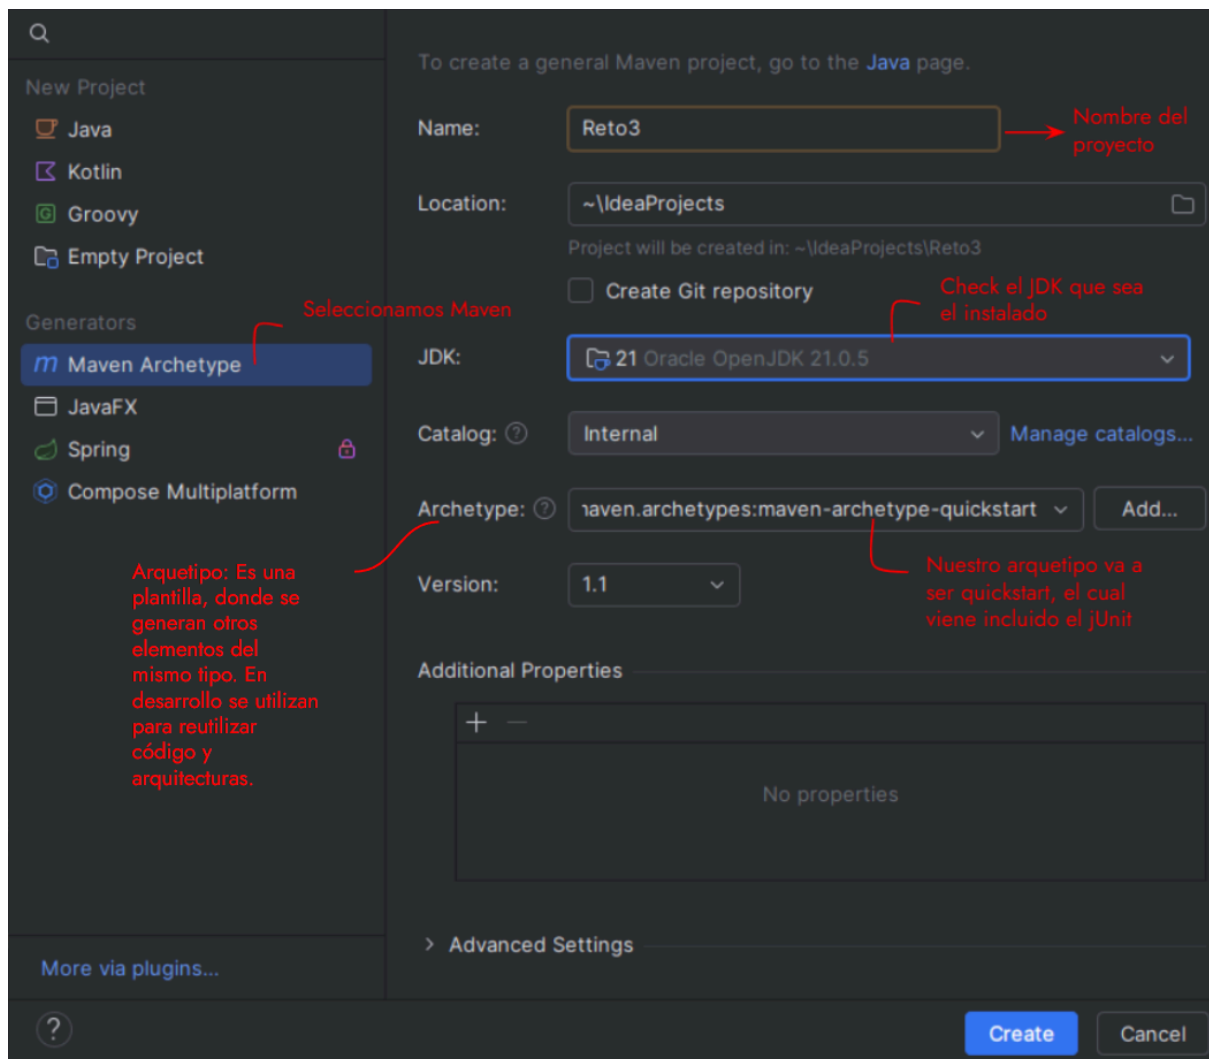 New Project
Java
Kotlin
Groovy
Empty Project
Generators
Seleccionamos Maven
m Maven Archetype
JavaFX
Spring
Compose Multiplatform
Arquetipo: Es una
plantilla, donde se
generan otros
elementos del
mismo tipo. En
desarrollo se utilizan
para reutilizar
código y
arquitecturas.
More via plugins...
?
To create a general Maven project, go to the Java page.
Name: Reto3
Nombre del
proyecto
Location: ~\IdeaProjects
Project will be created in: ~\IdeaProjects\Reto3
Create Git repository
Check el JDK que sea
el instalado
JDK: 21 Oracle OpenJDK 21.0.5
Catalog: ? Internal Manage catalogs...
Archetype: ? maven.archetypes:maven-archetype-quickstart Add...
Nuestro arquetipo va a
ser quickstart, el cual
viene incluido el jUnit
Version: 1.1
Additional Properties
+ −
No properties
> Advanced Settings
Create Cancel